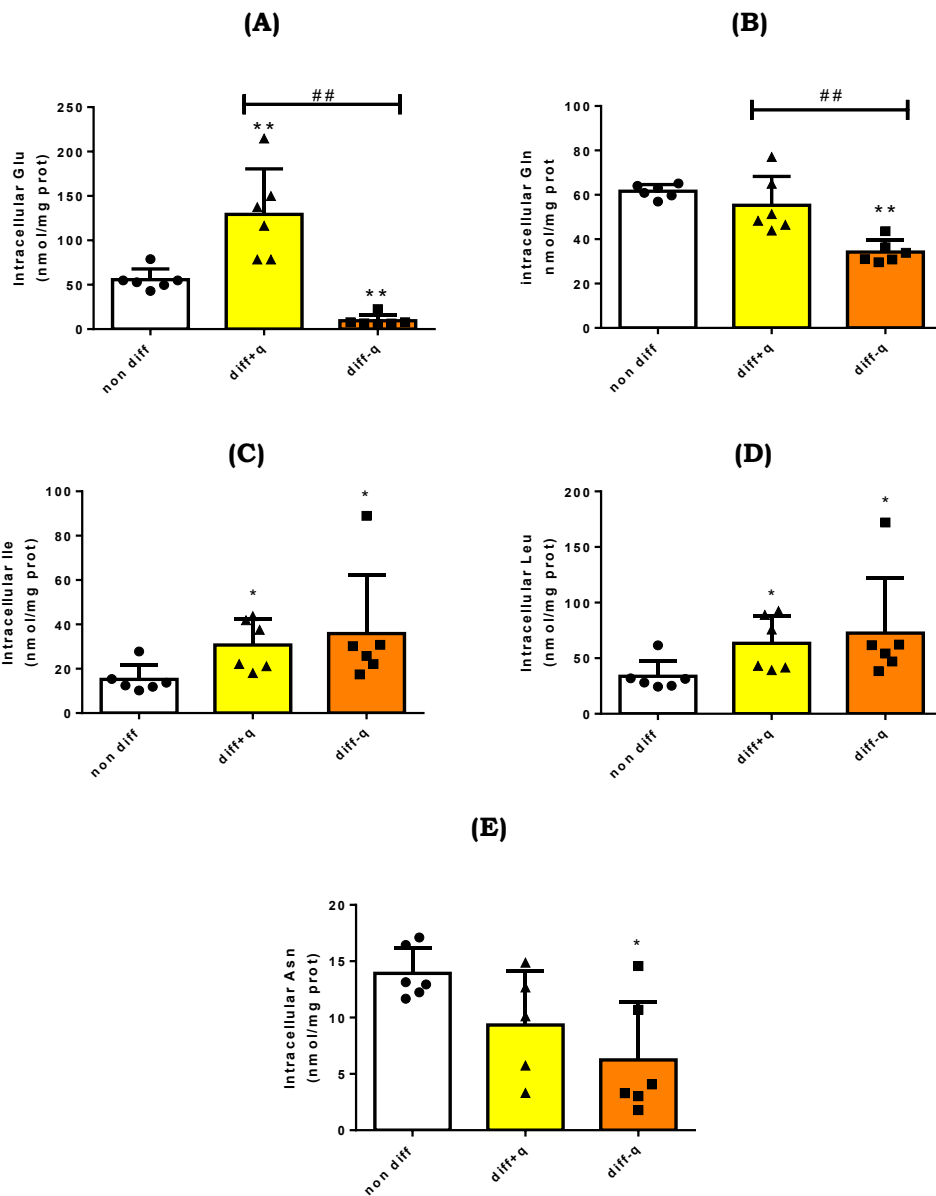 (A)
##
**
**
Intracellular Glu
(nmol/mg prot)
250
200
150
100
50
0
non diff
diff+q
diff-q
(B)
##
**
intracellular Gln
nmol/mg prot
100
80
60
40
20
0
non diff
diff+q
diff-q
(C)
*
*
Intracellular Ile
(nmol/mg prot)
100
80
60
40
20
0
non diff
diff+q
diff-q
(D)
*
*
Intracellular Leu
(nmol/mg prot)
200
150
100
50
0
non diff
diff+q
diff-q
(E)
*
Intracellular Asn
(nmol/mg prot)
20
15
10
5
0
non diff
diff+q
diff-q